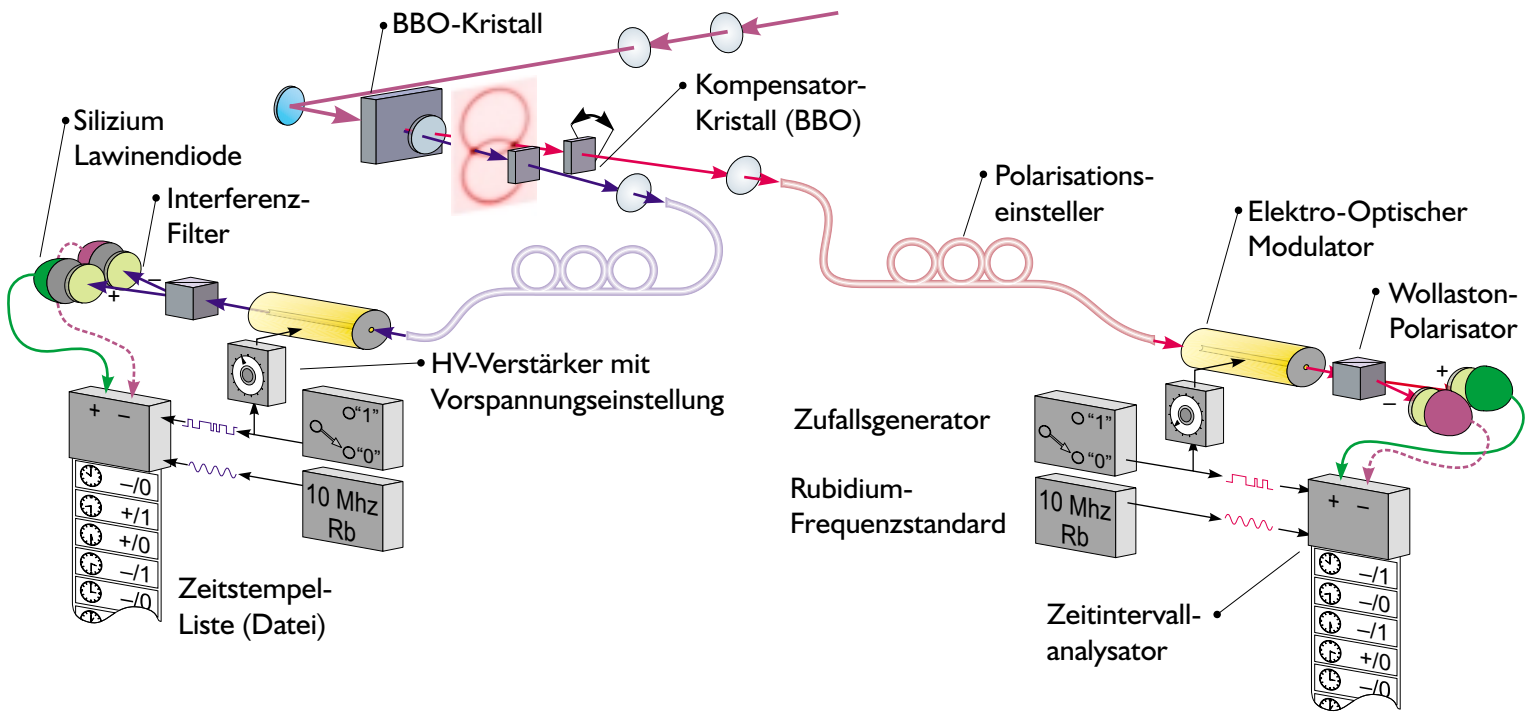 BBO-Kristall
Kompensator-
Kristall (BBO)
Silizium
Lawinendiode
Interferenz-
Filter
Polarisations-
einsteller
Elektro-Optischer
Modulator
Wollaston-
Polarisator
–
+
HV-Verstärker mit
Vorspannungseinstellung
+ –
“1”
“0”
10 Mhz
Rb
–/0
+/1
+/0
–/1
–/0
Zeitstempel-
Liste (Datei)
Zufallsgenerator
Rubidium-
Frequenzstandard
“1”
“0”
10 Mhz
Rb
+
–
+ –
–/1
–/0
–/1
+/0
–/0
Zeitintervall-
analysator